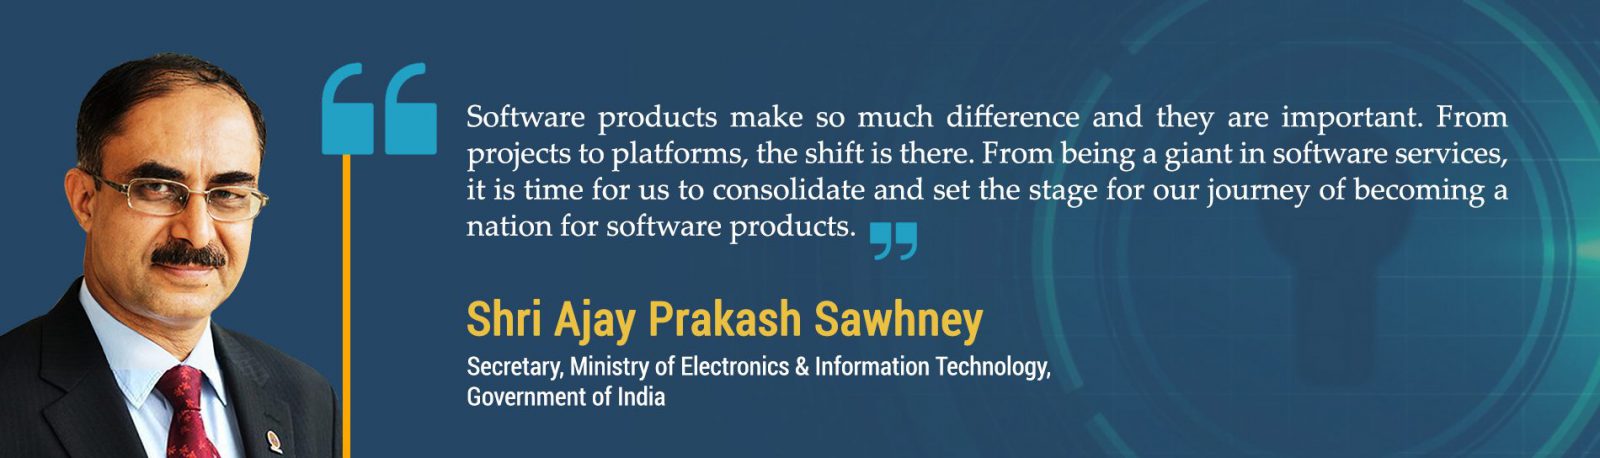 Software products make so much difference and they are important. From
projects to platforms, the shift is there. From being a giant in software services,
it is time for us to consolidate and set the stage for our journey of becoming a
nation for software products.
Shri Ajay Prakash Sawhney
Secretary, Ministry of Electronics & Information Technology,
Government of India